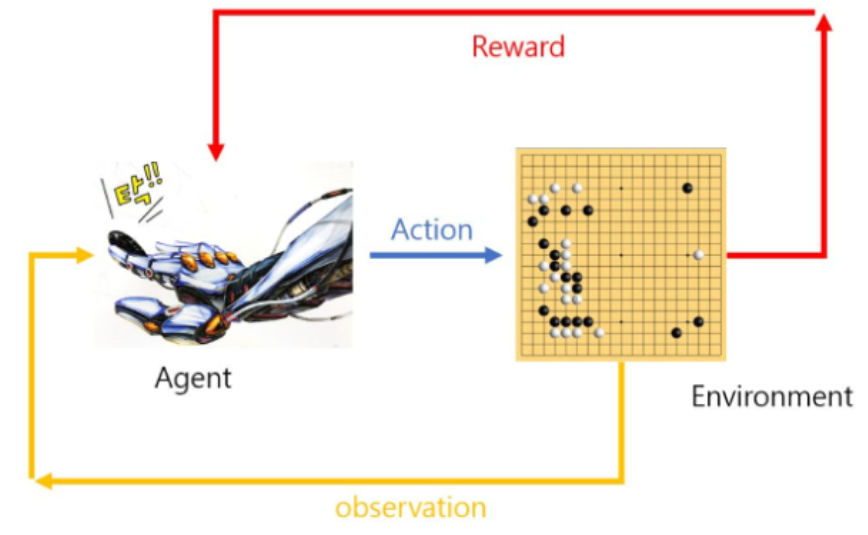 Reward
탁!!
Action
Agent
Environment
observation